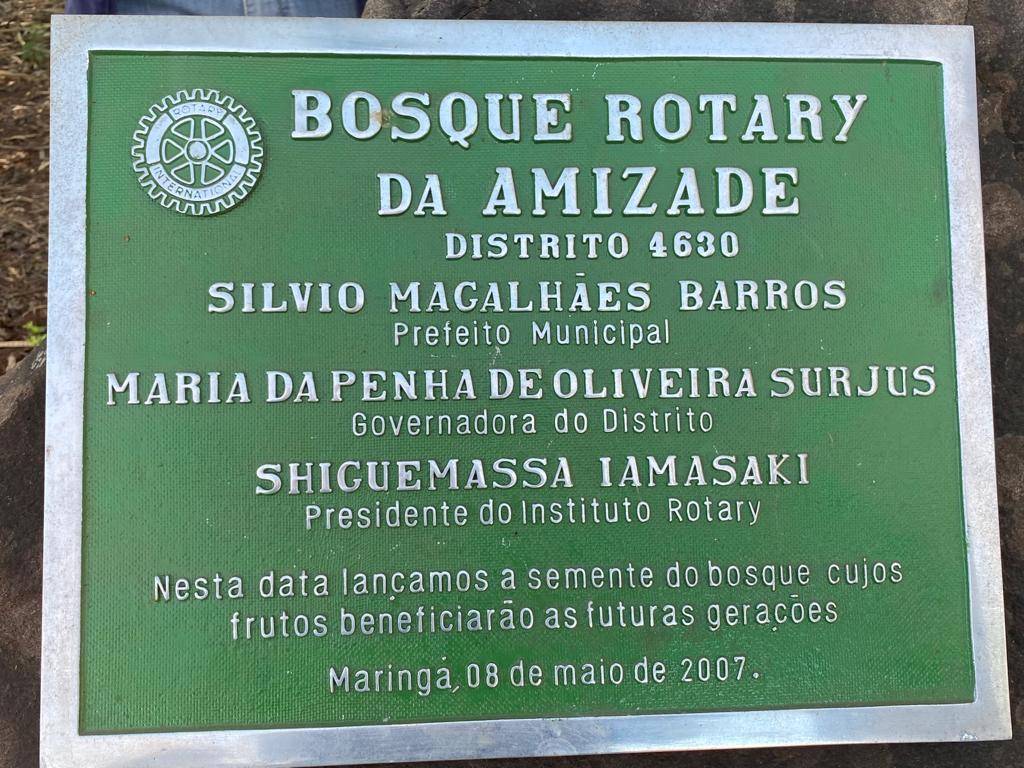 ROTARY
INTERNATIONAL
BOSQUE ROTARY
DA AMIZADE
DISTRITO 4630
SILVIO MAGALHÃES BARROS
Prefeito Municipal
MARIA DA PENHA DE OLIVEIRA SURJUS
Governadora do Distrito
SHIGUEMASSA IAMASAKI
Presidente do Instituto Rotary
Nesta data lançamos a semente do bosque cujos
frutos beneficiarão as futuras gerações
Maringá, 08 de maio de 2007.